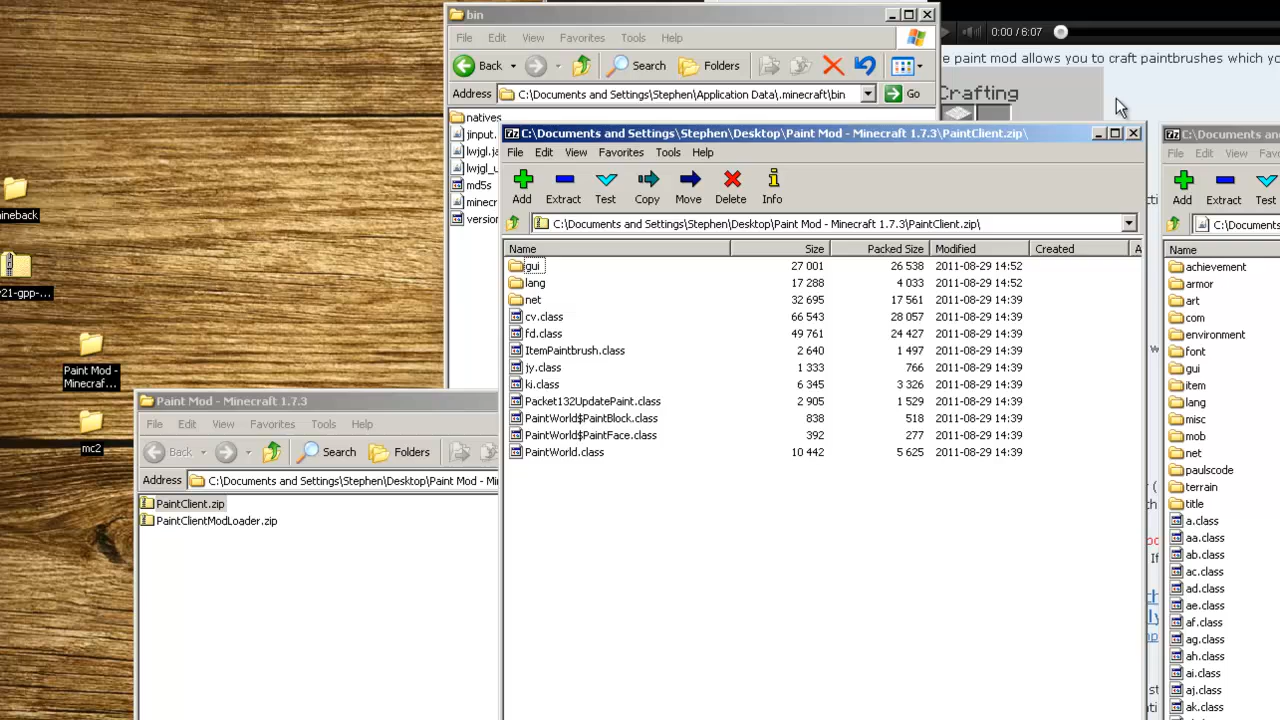 bin
File Edit View Favorites Tools Help
Back Search Folders
Address C:\Documents and Settings\Stephen\Application Data\.minecraft\bin Go
natives
jinput.
lwjgl.ja
lwjgl_u
md5s
minecr
version
0:00 / 6:07
e paint mod allows you to craft paintbrushes which yo
Crafting
C:\Documents and Settings\Stephen\Desktop\Paint Mod - Minecraft 1.7.3\PaintClient.zip\
File Edit View Favorites Tools Help
Add Extract Test Copy Move Delete Info
C:\Documents and Settings\Stephen\Desktop\Paint Mod - Minecraft 1.7.3\PaintClient.zip\
Name Size Packed Size Modified Created A
gui 27 001 26 538 2011-08-29 14:52
lang 17 288 4 033 2011-08-29 14:52
net 32 695 17 561 2011-08-29 14:39
cv.class 66 543 28 057 2011-08-29 14:39
fd.class 49 761 24 427 2011-08-29 14:39
ItemPaintbrush.class 2 640 1 497 2011-08-29 14:39
jy.class 1 333 766 2011-08-29 14:39
ki.class 6 345 3 326 2011-08-29 14:39
Packet132UpdatePaint.class 2 905 1 529 2011-08-29 14:39
PaintWorld$PaintBlock.class 838 518 2011-08-29 14:39
PaintWorld$PaintFace.class 392 277 2011-08-29 14:39
PaintWorld.class 10 442 5 625 2011-08-29 14:39
C:\Docume
File Edit View Favo
Add Extract Test
C:\Document
Name
achievement
armor
art
com
environment
font
gui
item
lang
misc
mob
net
paulscode
terrain
title
a.class
aa.class
ab.class
ac.class
ad.class
ae.class
af.class
ag.class
ah.class
ai.class
aj.class
ak.class
nineback
21-gpp-...
Paint Mod -
Minecraf...
mc2
Paint Mod - Minecraft 1.7.3
File Edit View Favorites Tools Help
Back Search Folders
Address C:\Documents and Settings\Stephen\Desktop\Paint Mod - Mi
PaintClient.zip
PaintClientModLoader.zip